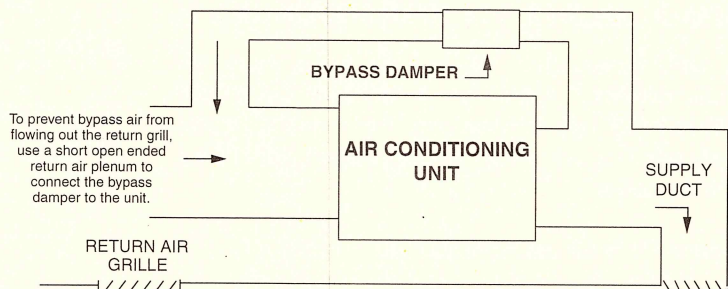 BYPASS DAMPER
To prevent bypass air from
flowing out the return grill,
use a short open ended
return air plenum to
connect the bypass
damper to the unit.
AIR CONDITIONING
UNIT
SUPPLY
DUCT
RETURN AIR
GRILLE